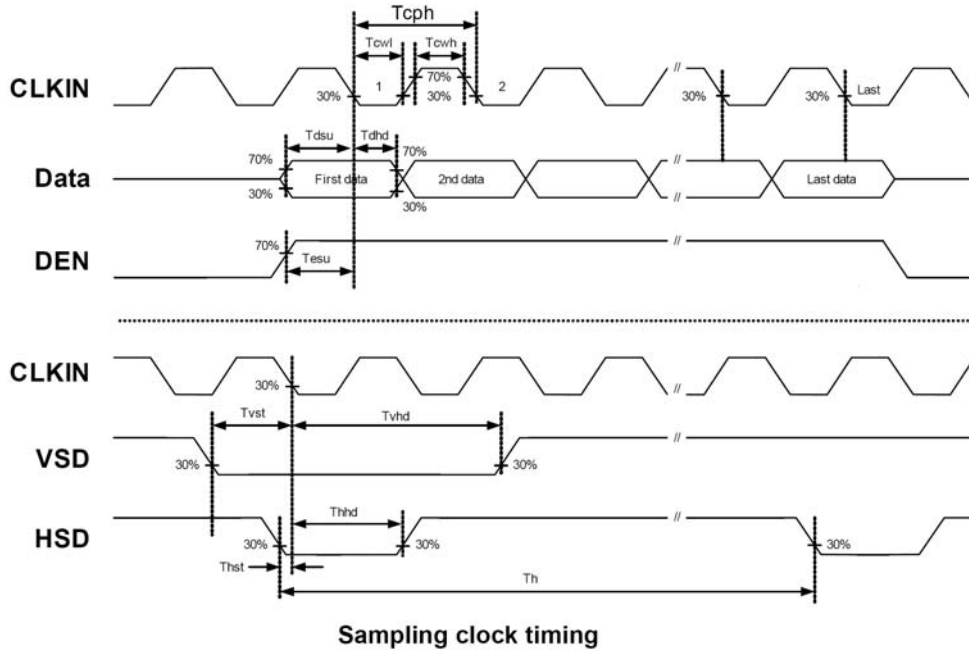 Tcph
Tcwl Tcwh
CLKIN 30% 1 70% 30% 2 // 30% 30% Last
Tdsu Tdhd
70% 70%
Data First data 2nd data // Last data
30% 30%
//
DEN 70%
Tesu
CLKIN 30% //
Tvst Tvhd
VSD 30% 30% //
Thhd
HSD 30% 30% // 30%
Thst
Th
Sampling clock timing